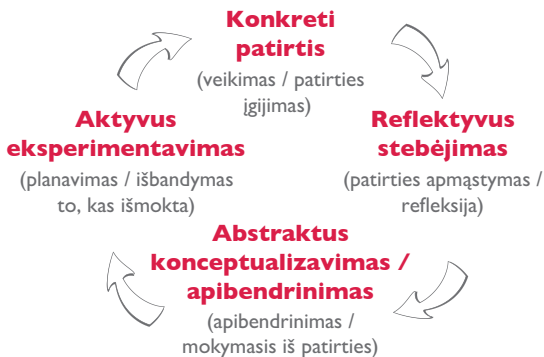 Konkreti
patirtis
(veikimas / patirties
įgijimas)
Reflektyvus
stebėjimas
(patirties apmąstymas /
refleksija)
Abstraktus
konceptualizavimas /
apibendrinimas
(apibendrinimas /
mokymasis iš patirties)
Aktyvus
eksperimentavimas
(planavimas / išbandymas
to, kas išmokta)